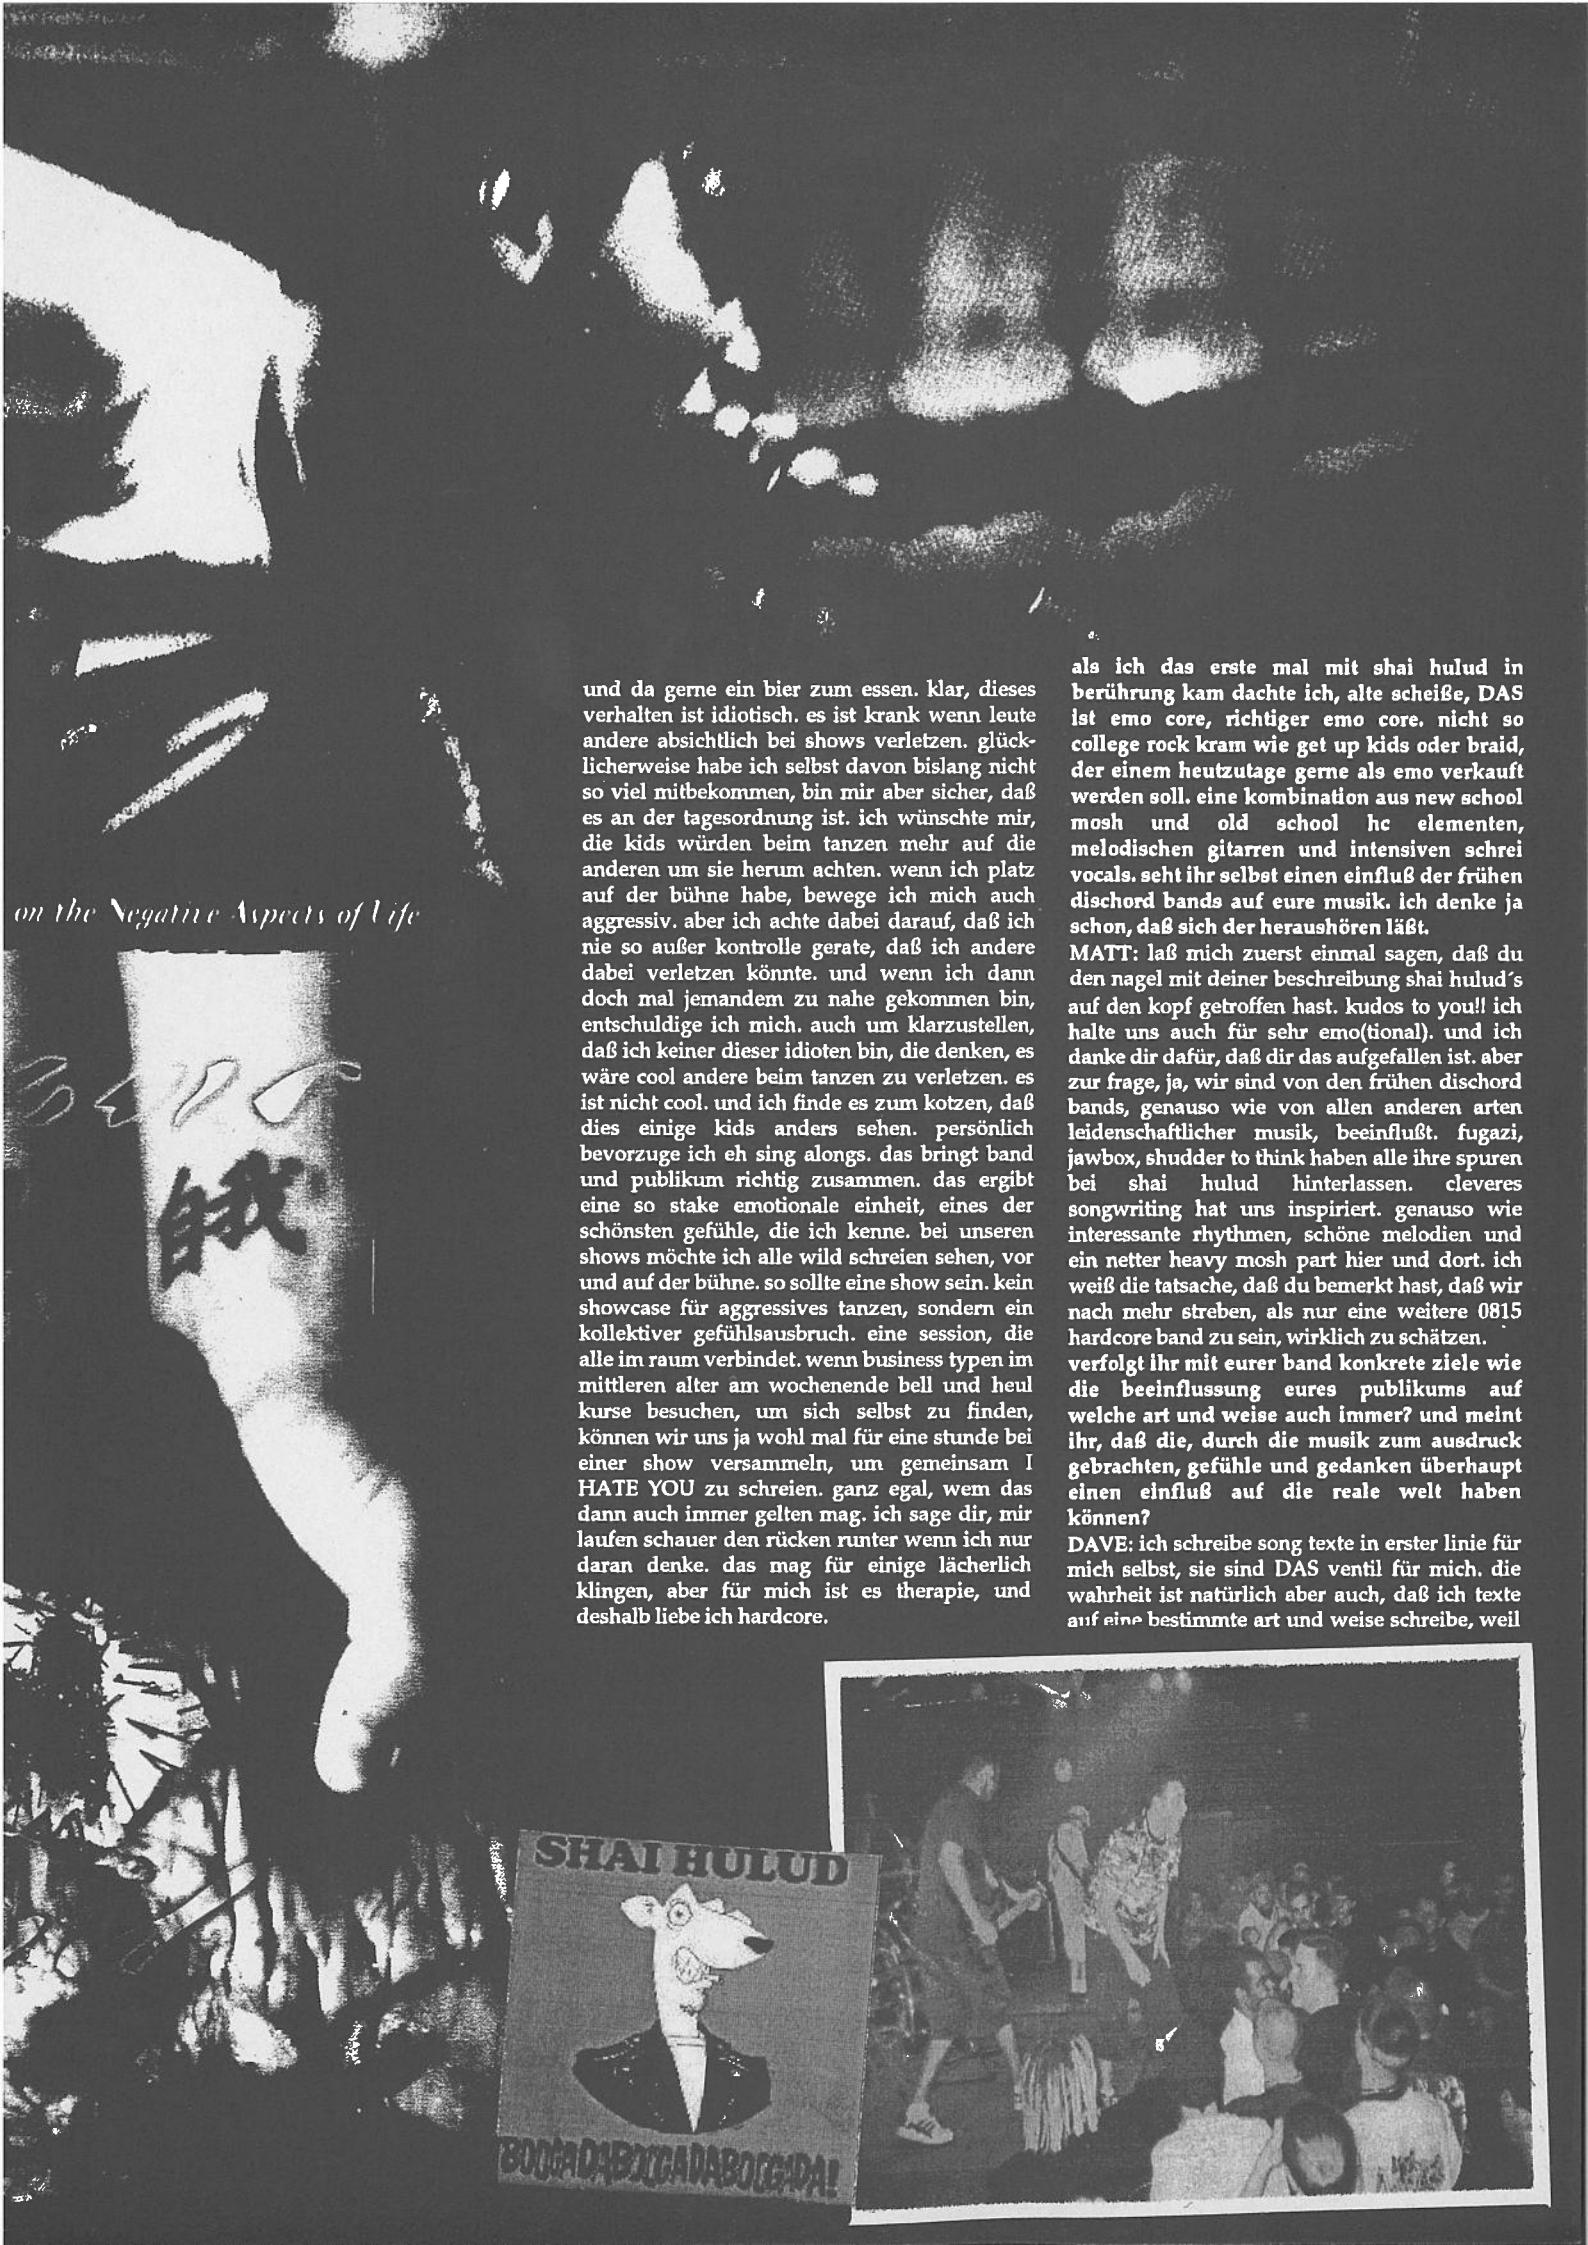 on the Negative Aspects of Life
自我
und da gerne ein bier zum essen. klar, dieses
verhalten ist idiotisch. es ist krank wenn leute
andere absichtlich bei shows verletzen. glück-
licherweise habe ich selbst davon bislang nicht
so viel mitbekommen, bin mir aber sicher, daß
es an der tagesordnung ist. ich wünschte mir,
die kids würden beim tanzen mehr auf die
anderen um sie herum achten. wenn ich platz
auf der bühne habe, bewege ich mich auch
aggressiv. aber ich achte dabei darauf, daß ich
nie so außer kontrolle gerate, daß ich andere
dabei verletzen könnte. und wenn ich dann
doch mal jemandem zu nahe gekommen bin,
entschuldige ich mich. auch um klarzustellen,
daß ich keiner dieser idioten bin, die denken, es
wäre cool andere beim tanzen zu verletzen. es
ist nicht cool. und ich finde es zum kotzen, daß
dies einige kids anders sehen. persönlich
bevorzuge ich eh sing alongs. das bringt band
und publikum richtig zusammen. das ergibt
eine so stake emotionale einheit, eines der
schönsten gefühle, die ich kenne. bei unseren
shows möchte ich alle wild schreien sehen, vor
und auf der bühne. so sollte eine show sein. kein
showcase für aggressives tanzen, sondern ein
kollektiver gefühlsausbruch. eine session, die
alle im raum verbindet. wenn business typen im
mittleren alter am wochenende bell und heul
kurse besuchen, um sich selbst zu finden,
können wir uns ja wohl mal für eine stunde bei
einer show versammeln, um gemeinsam I
HATE YOU zu schreien. ganz egal, wem das
dann auch immer gelten mag. ich sage dir, mir
laufen schauer den rücken runter wenn ich nur
daran denke. das mag für einige lächerlich
klingen, aber für mich ist es therapie, und
deshalb liebe ich hardcore.
als ich das erste mal mit shai hulud in
berührung kam dachte ich, alte scheiße, DAS
ist emo core, richtiger emo core. nicht so
college rock kram wie get up kids oder braid,
der einem heutzutage gerne als emo verkauft
werden soll. eine kombination aus new school
mosh und old school hc elementen,
melodischen gitarren und intensiven schrei
vocals. seht ihr selbst einen einfluß der frühen
dischord bands auf eure musik. ich denke ja
schon, daß sich der heraushören läßt.
MATT: laß mich zuerst einmal sagen, daß du
den nagel mit deiner beschreibung shai hulud´s
auf den kopf getroffen hast. kudos to you!! ich
halte uns auch für sehr emo(tional). und ich
danke dir dafür, daß dir das aufgefallen ist. aber
zur frage, ja, wir sind von den frühen dischord
bands, genauso wie von allen anderen arten
leidenschaftlicher musik, beeinflußt. fugazi,
jawbox, shudder to think haben alle ihre spuren
bei shai hulud hinterlassen. cleveres
songwriting hat uns inspiriert. genauso wie
interessante rhythmen, schöne melodien und
ein netter heavy mosh part hier und dort. ich
weiß die tatsache, daß du bemerkt hast, daß wir
nach mehr streben, als nur eine weitere 0815
hardcore band zu sein, wirklich zu schätzen.
verfolgt ihr mit eurer band konkrete ziele wie
die beeinflussung eures publikums auf
welche art und weise auch immer? und meint
ihr, daß die, durch die musik zum ausdruck
gebrachten, gefühle und gedanken überhaupt
einen einfluß auf die reale welt haben
können?
DAVE: ich schreibe song texte in erster linie für
mich selbst, sie sind DAS ventil für mich. die
wahrheit ist natürlich aber auch, daß ich texte
auf eine bestimmte art und weise schreibe, weil
SHAI HULUD
BOOGADABOOGADABOOGADA!